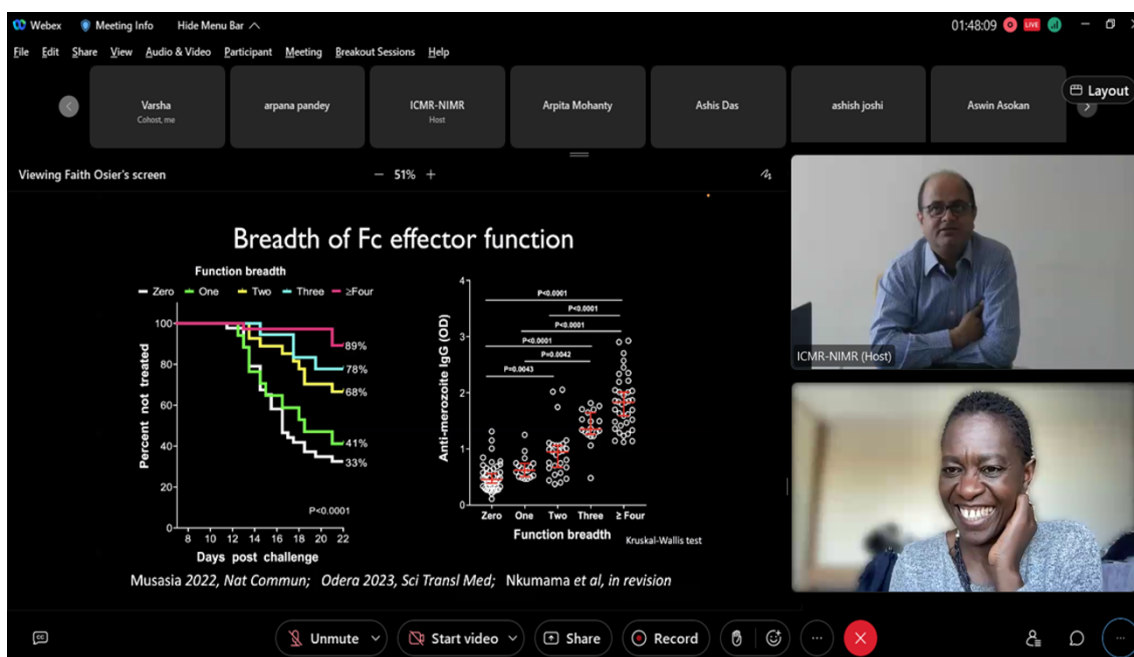 Webex Meeting Info Hide Menu Bar 01:48:09 LIVE
File Edit Share View Audio & Video Participant Meeting Breakout Sessions Help
Varsha
Cohost, me
arpana pandey
ICMR-NIMR
Host
Arpita Mohanty
Ashis Das
ashish joshi
Aswin Asokan
Layout
Viewing Faith Osier's screen − 51% +
Breadth of Fc effector function
Function breadth
Zero One Two Three ≥Four
Percent not treated
100
80
60
40
20
0
89%
78%
68%
41%
33%
P<0.0001
8 10 12 14 16 18 20 22
Days post challenge
Anti-merozoite IgG (OD)
4
3
2
1
0
P<0.0001
P<0.0001
P<0.0001
P<0.0001
P=0.0042
P=0.0043
Zero One Two Three ≥ Four
Function breadth
Kruskal-Wallis test
Musasia 2022, Nat Commun; Odera 2023, Sci Transl Med; Nkumama et al, in revision
ICMR-NIMR (Host)
CC Unmute Start video Share Record